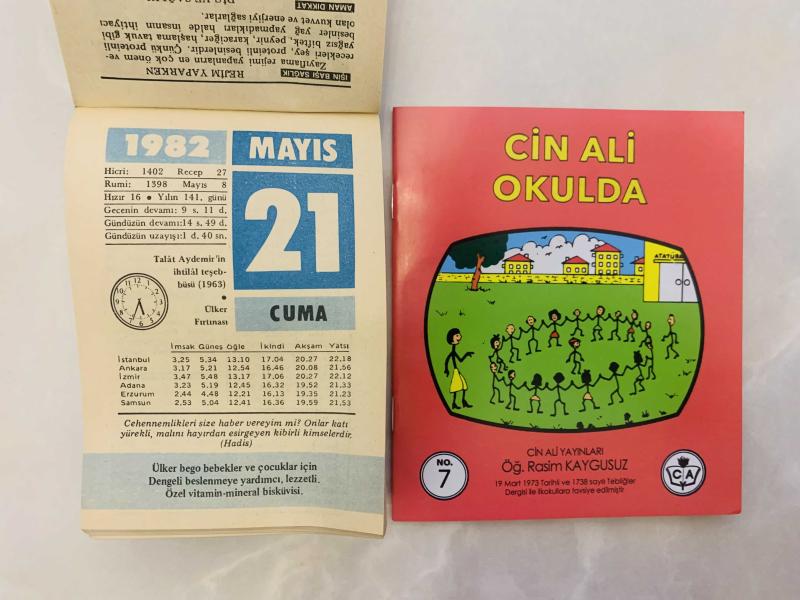 AMAN DİKKAT
olan kuvvet ve enerjiyi sağlarlar.
besinler yağ yapmadıkları halde insanın ihtiyacı
yağsız biftek, peynir, karaciğer, haşlama tavuk gibi
recekleri şey, proteinli besinlerdir. Çünkü proteinli
Zayıflama rejimi yapanların en çok önem ve-
REJİM YAPARKEN
İŞİN BAŞI SAĞLIK
1982 MAYIS
Hicri: 1402 Recep 27
Rumi: 1398 Mayıs 8
Hızır 16 • Yılın 141, günü
Gecenin devamı: 9 s. 11 d.
Gündüzün devamı:14 s. 49 d.
Gündüzün uzayışı:1 d. 40 sn.
21
Talât Aydemir'in
ihtilâl teşeb-
büsü (1963)
•
Ülker
Fırtınası
CUMA
İmsak Güneş Öğle İkindi Akşam Yatsı
İstanbul 3,25 5,34 13,10 17,04 20,27 22,18
Ankara 3,17 5,21 12,54 16,46 20,08 21,56
İzmir 3,47 5,48 13,17 17,06 20,27 22,12
Adana 3,23 5,19 12,45 16,32 19,52 21,33
Erzurum 2,44 4,48 12,21 16,13 19,35 21,23
Samsun 2,53 5,04 12,41 16,36 19,59 21,53
Cehennemlikleri size haber vereyim mi? Onlar katı
yürekli, malını hayırdan esirgeyen kibirli kimselerdir.
(Hadis)
Ülker bego bebekler ve çocuklar için
Dengeli beslenmeye yardımcı, lezzetli.
Özel vitamin-mineral bisküvisi.
CİN ALİ
OKULDA
ATATÜRK
CİN ALİ YAYINLARI
Öğ. Rasim KAYGUSUZ
19 Mart 1973 Tarihli ve 1738 sayılı Tebliğler
Dergisi ile ilkokullara tavsiye edilmiştir
NO.
7
C A